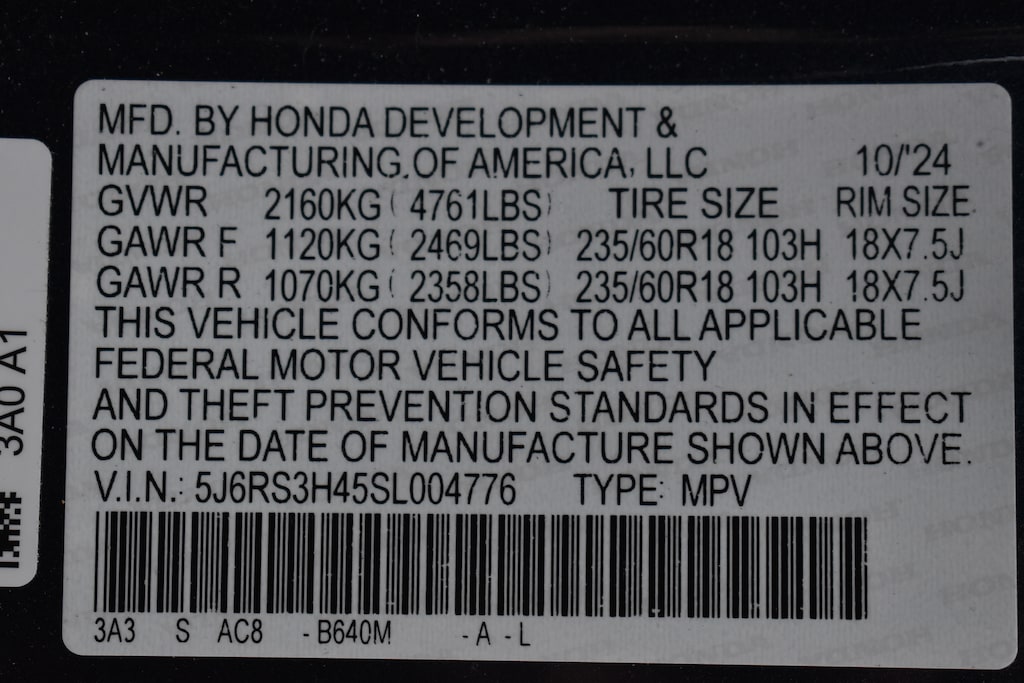 MFD. BY HONDA DEVELOPMENT &
MANUFACTURING OF AMERICA, LLC 10/'24
GVWR 2160KG ( 4761LBS) TIRE SIZE RIM SIZE
GAWR F 1120KG ( 2469LBS) 235/60R18 103H 18X7.5J
GAWR R 1070KG ( 2358LBS) 235/60R18 103H 18X7.5J
THIS VEHICLE CONFORMS TO ALL APPLICABLE
FEDERAL MOTOR VEHICLE SAFETY
AND THEFT PREVENTION STANDARDS IN EFFECT
ON THE DATE OF MANUFACTURE SHOWN ABOVE.
V.I.N.: 5J6RS3H45SL004776 TYPE: MPV
3A3 S AC8 -B640M -A -L
3A0 A1